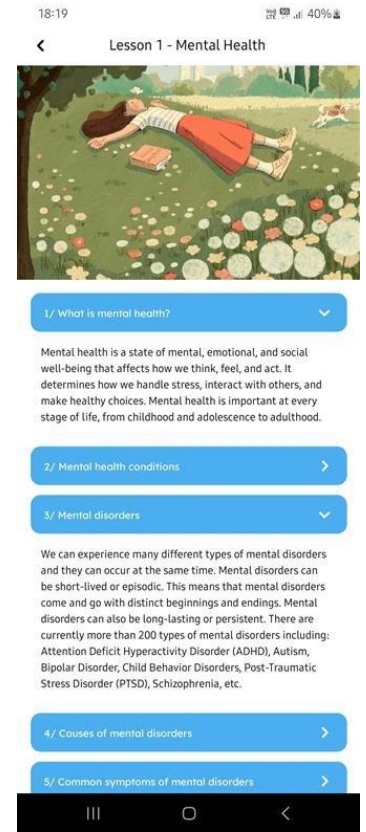 18:19
Vo) LTE 5G 40%
Lesson 1 - Mental Health
1/ What is mental health?
Mental health is a state of mental, emotional, and social
well-being that affects how we think, feel, and act. It
determines how we handle stress, interact with others, and
make healthy choices. Mental health is important at every
stage of life, from childhood and adolescence to adulthood.
2/ Mental health conditions
3/ Mental disorders
We can experience many different types of mental disorders
and they can occur at the same time. Mental disorders can
be short-lived or episodic. This means that mental disorders
come and go with distinct beginnings and endings. Mental
disorders can also be long-lasting or persistent. There are
currently more than 200 types of mental disorders including:
Attention Deficit Hyperactivity Disorder (ADHD), Autism,
Bipolar Disorder, Child Behavior Disorders, Post-Traumatic
Stress Disorder (PTSD), Schizophrenia, etc.
4/ Causes of mental disorders
5/ Common symptoms of mental disorders